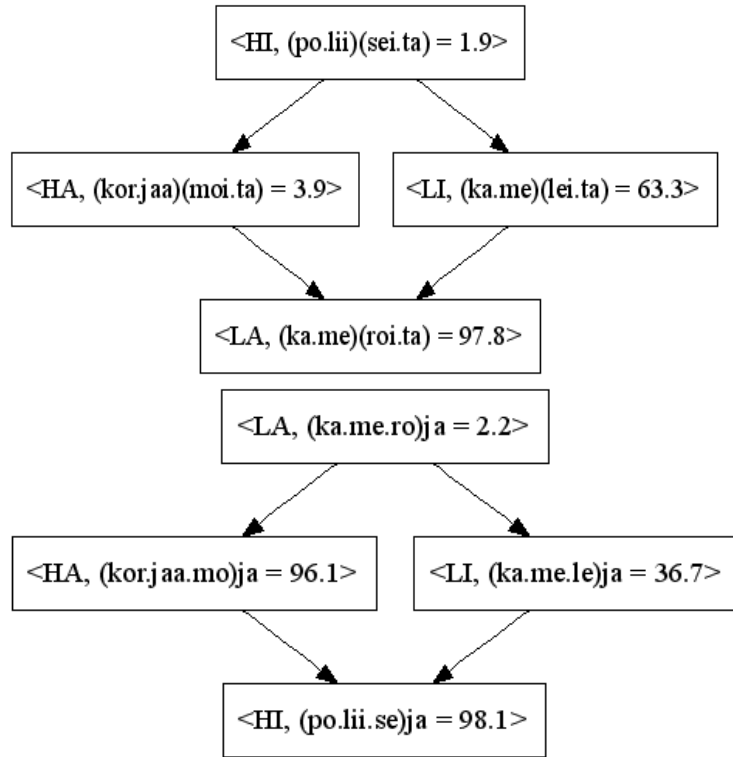 <HI, (po.lii)(sei.ta) = 1.9>
<HA, (kor.jaa)(moi.ta) = 3.9>
<LI, (ka.me)(lei.ta) = 63.3>
<LA, (ka.me)(roi.ta) = 97.8>
<LA, (ka.me.ro)ja = 2.2>
<HA, (kor.jaa.mo)ja = 96.1>
<LI, (ka.me.le)ja = 36.7>
<HI, (po.lii.se)ja = 98.1>